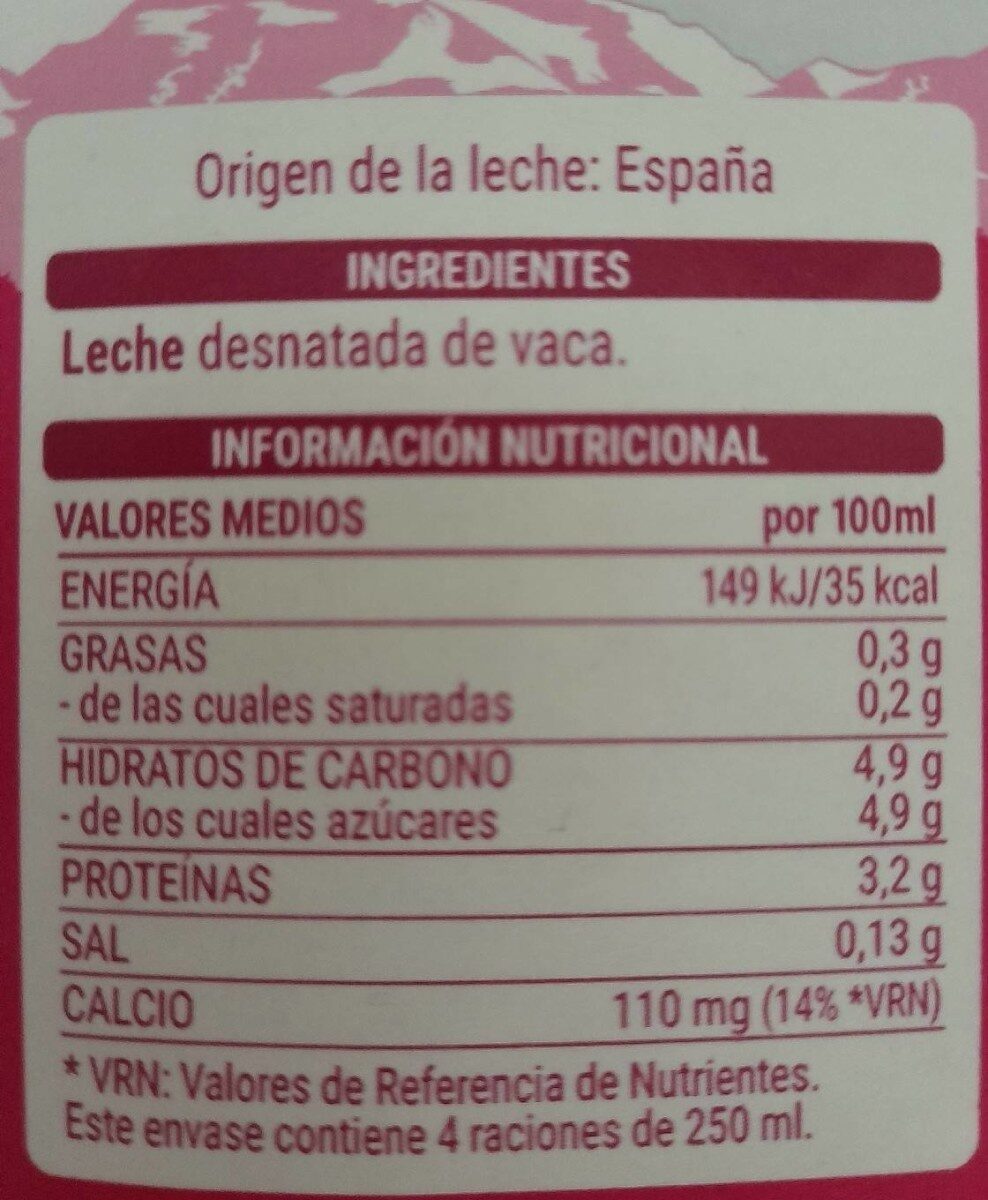 Origen de la leche: España
INGREDIENTES
Leche desnatada de vaca.
INFORMACIÓN NUTRICIONAL
VALORES MEDIOS por 100ml
ENERGÍA 149 kJ/35 kcal
GRASAS 0,3 g
- de las cuales saturadas 0,2 g
HIDRATOS DE CARBONO 4,9 g
- de los cuales azúcares 4,9 g
PROTEÍNAS 3,2 g
SAL 0,13 g
CALCIO 110 mg (14% *VRN)
* VRN: Valores de Referencia de Nutrientes.
Este envase contiene 4 raciones de 250 ml.